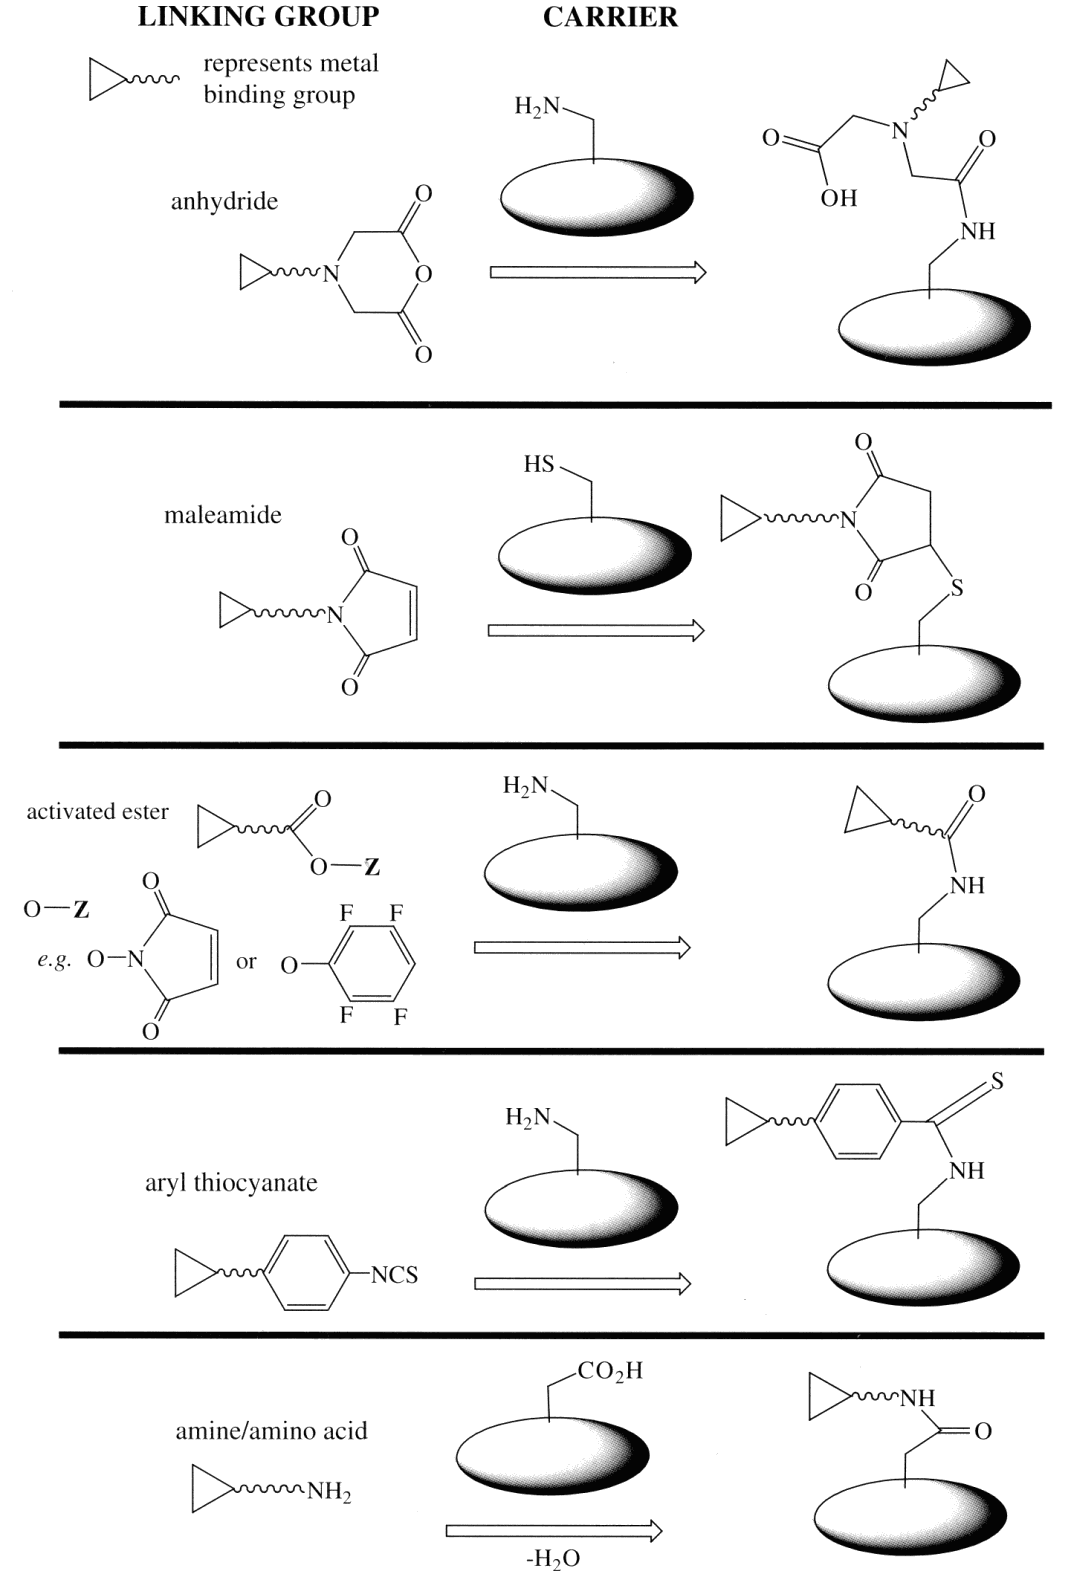 LINKING GROUP
CARRIER
represents metal
binding group
H₂N
N
O
O
OH
NH
anhydride
O
N
O
O
maleamide
HS
O
N
O
O
N
O
S
activated ester
O
O
Z
H₂N
O
NH
O Z
e.g. O N
O
O
or
O
F F
F F
aryl thiocyanate
H₂N
NCS
S
NH
amine/amino acid
NH₂
CO₂H
-H₂O
NH
O